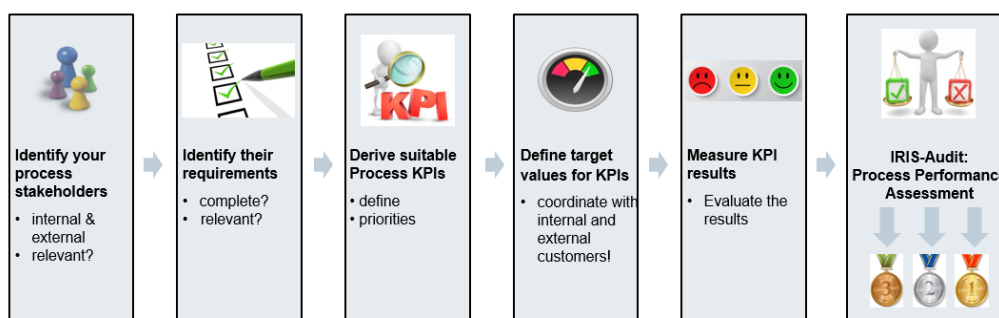 Identify your
process
stakeholders
• internal &
external
• relevant?
Identify their
requirements
• complete?
• relevant?
KPI
Derive suitable
Process KPIs
• define
• priorities
Define target
values for KPIs
• coordinate with
internal and
external
customers!
Measure KPI
results
• Evaluate the
results
IRIS-Audit:
Process Performance
Assessment
3
2
1